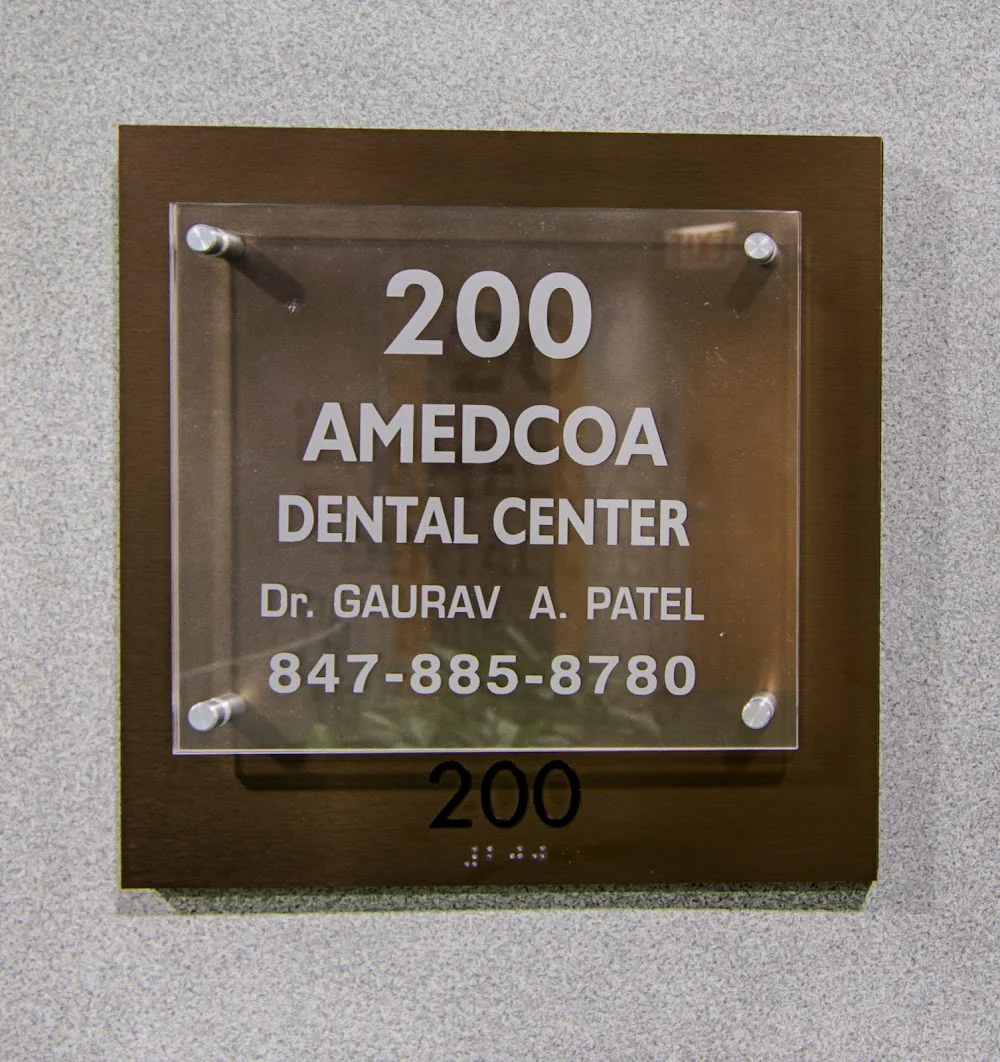 200
AMEDCOA
DENTAL CENTER
Dr. GAURAV A. PATEL
847-885-8780
200